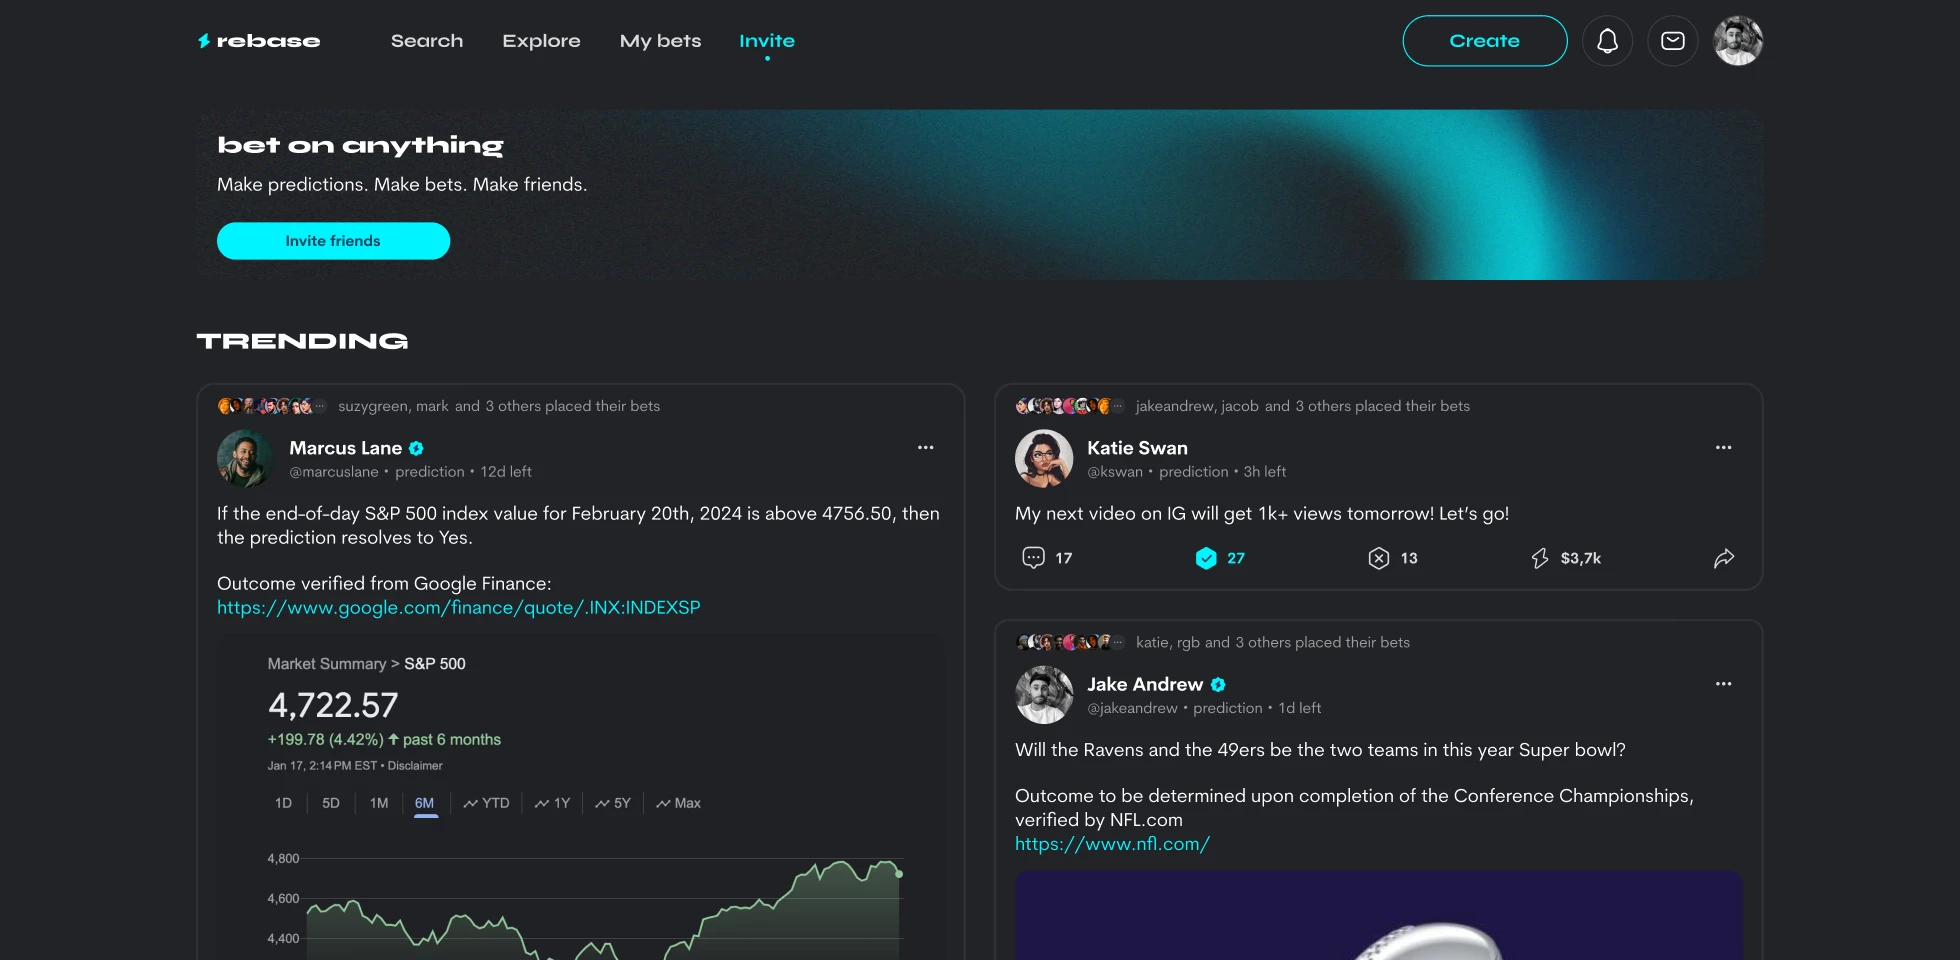 rebase
Search
Explore
My bets
Invite
Create
bet on anything
Make predictions. Make bets. Make friends.
Invite friends
TRENDING
suzygreen, mark and 3 others placed their bets
Marcus Lane
@marcuslane • prediction • 12d left
If the end-of-day S&P 500 index value for February 20th, 2024 is above 4756.50, then
the prediction resolves to Yes.
Outcome verified from Google Finance:
https://www.google.com/finance/quote/.INX:INDEXSP
Market Summary > S&P 500
4,722.57
+199.78 (4.42%) ↑ past 6 months
Jan 17, 2:14 PM EST • Disclaimer
1D
5D
1M
6M
YTD
1Y
5Y
Max
4,800
4,600
4,400
jakeandrew, jacob and 3 others placed their bets
Katie Swan
@kswan • prediction • 3h left
My next video on IG will get 1k+ views tomorrow! Let’s go!
17
27
13
$3,7k
katie, rgb and 3 others placed their bets
Jake Andrew
@jakeandrew • prediction • 1d left
Will the Ravens and the 49ers be the two teams in this year Super bowl?
Outcome to be determined upon completion of the Conference Championships,
verified by NFL.com
https://www.nfl.com/